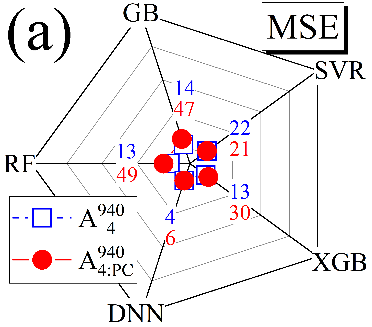 (a)
GB
MSE
SVR
14
47
22
21
RF
13
49
13
30
4
6
A 940 4
A 940 4:PC
DNN
XGB